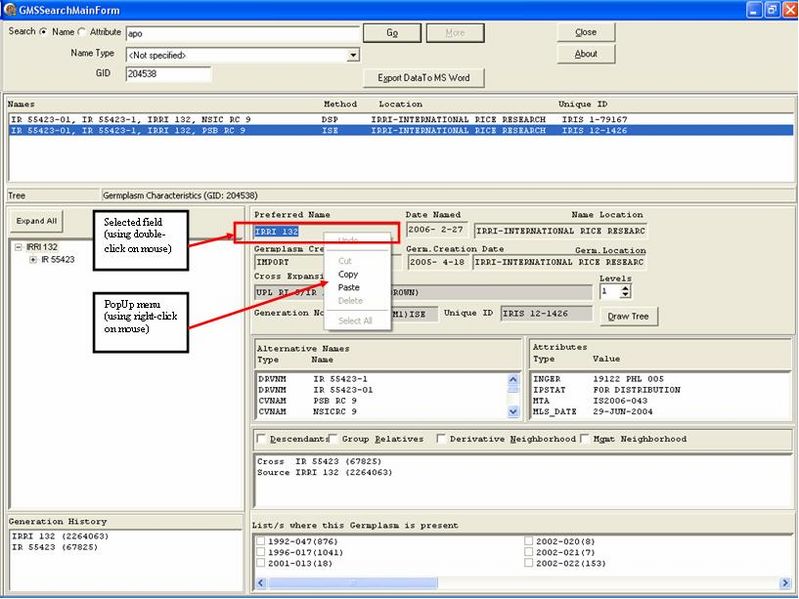 GMSSearchMainForm
Search Name Attribute apo Go More Close
Name Type <Not specified> About
GID 204538 Export DataTo MS Word
Names Method Location Unique ID
IR 55423-01, IR 55423-1, IRRI 132, NSIC RC 9 DSP IRRI-INTERNATIONAL RICE RESEARCH IRIS 1-79167
IR 55423-01, IR 55423-1, IRRI 132, PSB RC 9 ISE IRRI-INTERNATIONAL RICE RESEARCH IRIS 12-1426
Tree Germplasm Characteristics (GID: 204538)
Expand All
IRRI 132
IR 55423
Selected field
(using double-
click on mouse)
PopUp menu
(using right-click
on mouse)
Preferred Name Date Named Name Location
IRRI 132 2006- 2-27 IRRI-INTERNATIONAL RICE RESEARC
Germplasm Cre Germ.Creation Date Germ.Location
IMPORT 2005- 4-18 IRRI-INTERNATIONAL RICE RESEARC
Undo
Cut
Copy
Paste
Delete
Select All
Cross Expansi Levels
UPL RI-5/IR ROWN) 1
Generation No M1)ISE Unique ID IRIS 12-1426 Draw Tree
Alternative Names
Type Name
DRVNM IR 55423-1
DRVNM IR 55423-01
CVNAM PSB RC 9
CVNAM NSICRC 9
Attributes
Type Value
INGER 19122 PHL 005
IPSTAT FOR DISTRIBUTION
MTA IS2006-043
MLS_DATE 29-JUN-2004
Descendants Group Relatives Derivative Neighborhood Mgmt Neighborhood
Cross IR 55423 (67825)
Source IRRI 132 (2264063)
Generation History
IRRI 132 (2264063)
IR 55423 (67825)
List/s where this Germplasm is present
1992-047(876) 2002-020(8)
1996-017(1041) 2002-021(7)
2001-013(18) 2002-022(153)